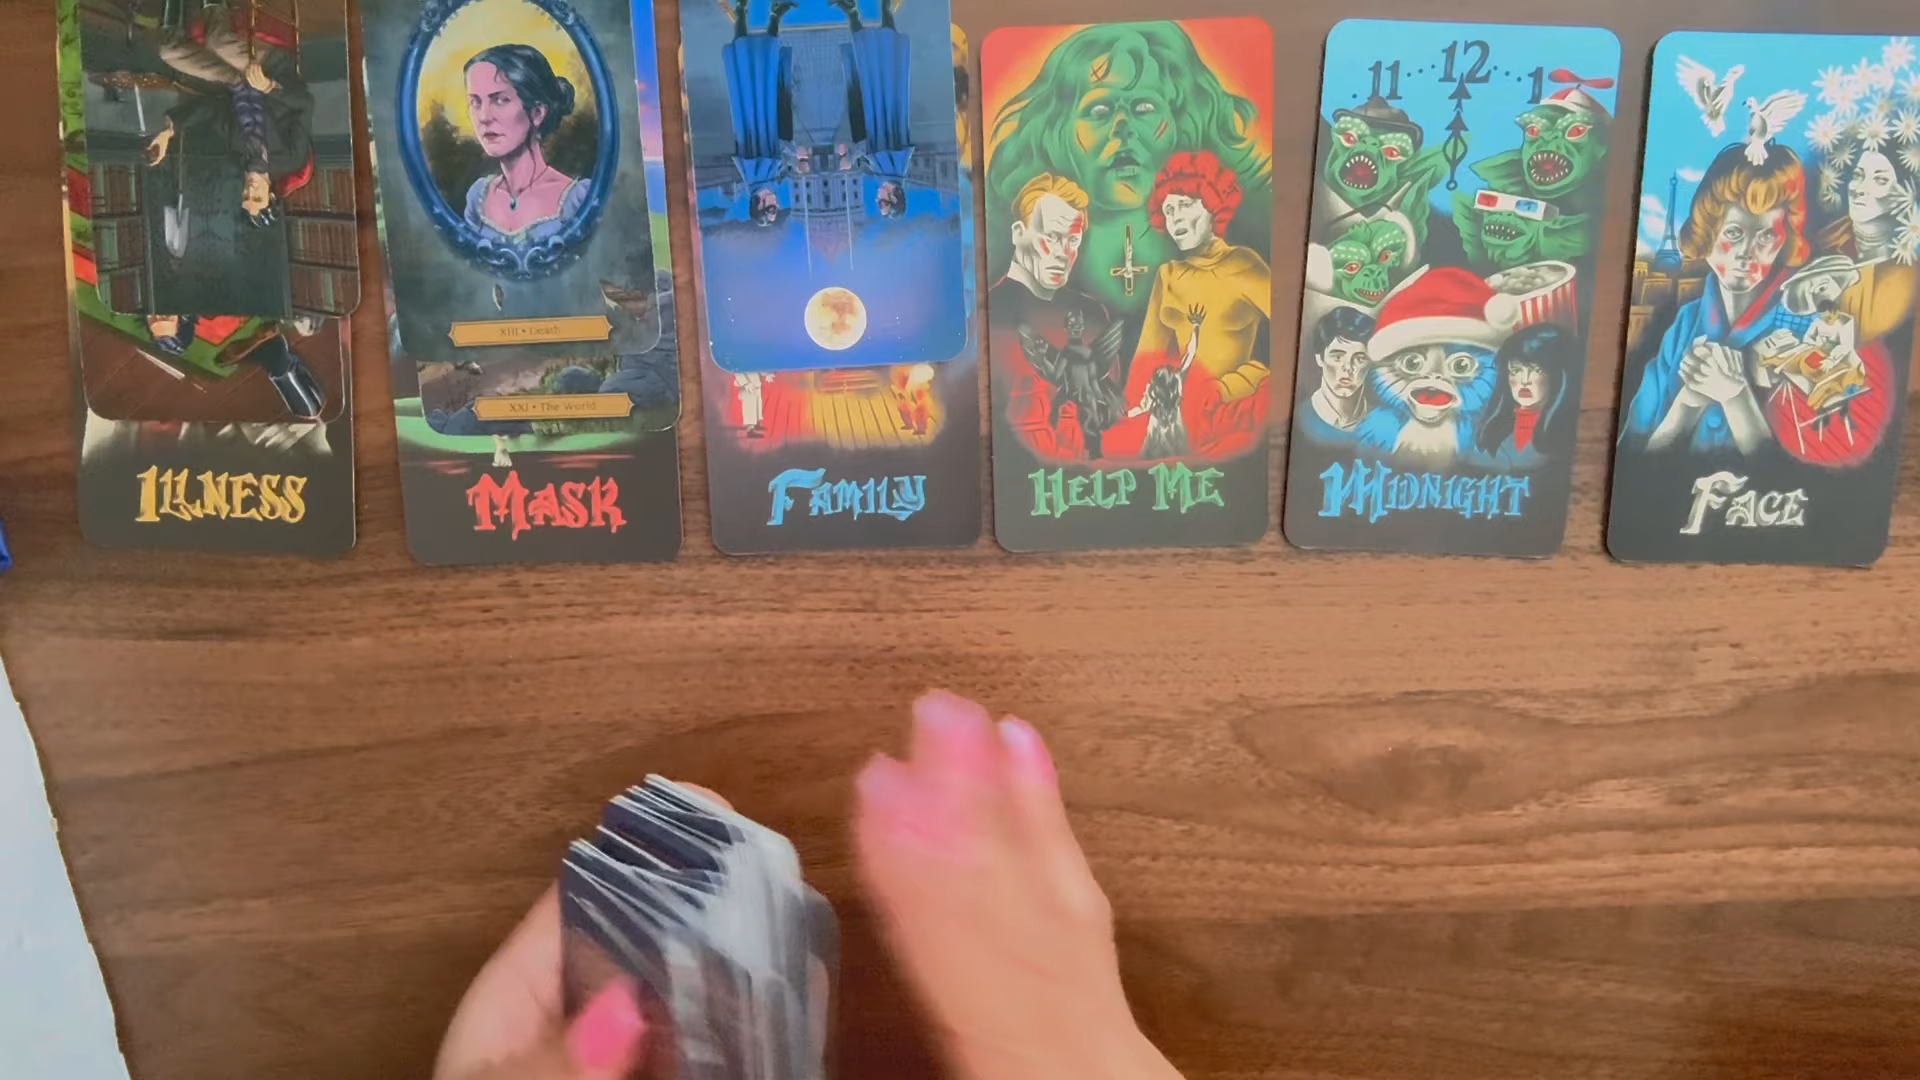 11 12 1
XIII • Death
XXI • The World
ILLNESS
MASK
FAMILY
HELP ME
MIDNIGHT
FACE